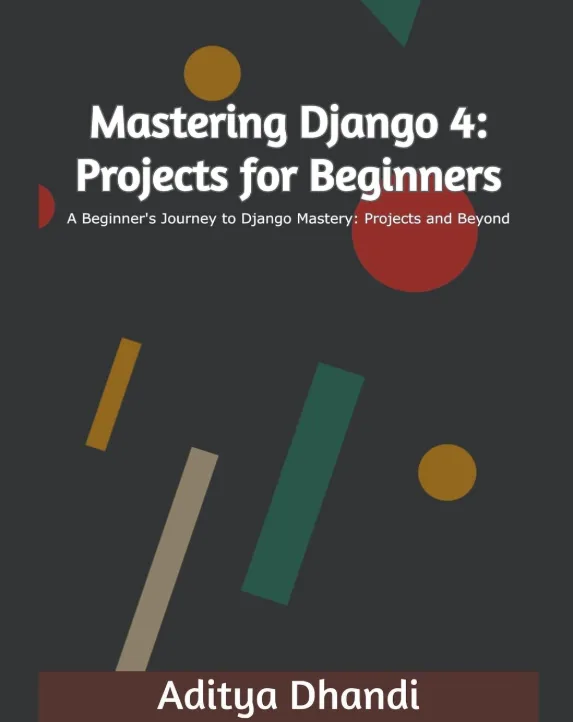 Mastering Django 4:
Projects for Beginners
A Beginner's Journey to Django Mastery: Projects and Beyond
Aditya Dhandi